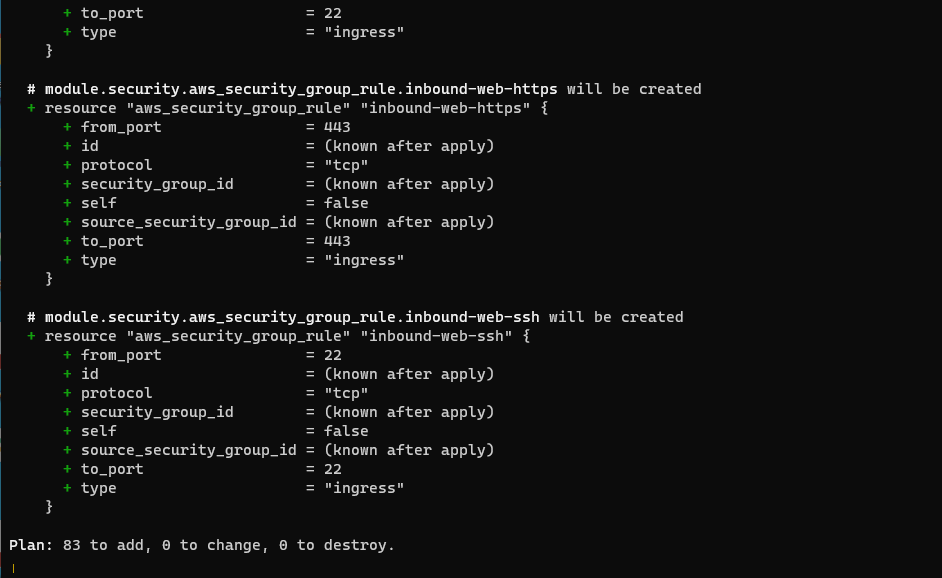 + to_port                  = 22
      + type                     = "ingress"
    }

  # module.security.aws_security_group_rule.inbound-web-https will be created
  + resource "aws_security_group_rule" "inbound-web-https" {
      + from_port                = 443
      + id                       = (known after apply)
      + protocol                 = "tcp"
      + security_group_id        = (known after apply)
      + self                     = false
      + source_security_group_id = (known after apply)
      + to_port                  = 443
      + type                     = "ingress"
    }

  # module.security.aws_security_group_rule.inbound-web-ssh will be created
  + resource "aws_security_group_rule" "inbound-web-ssh" {
      + from_port                = 22
      + id                       = (known after apply)
      + protocol                 = "tcp"
      + security_group_id        = (known after apply)
      + self                     = false
      + source_security_group_id = (known after apply)
      + to_port                  = 22
      + type                     = "ingress"
    }

Plan: 83 to add, 0 to change, 0 to destroy.